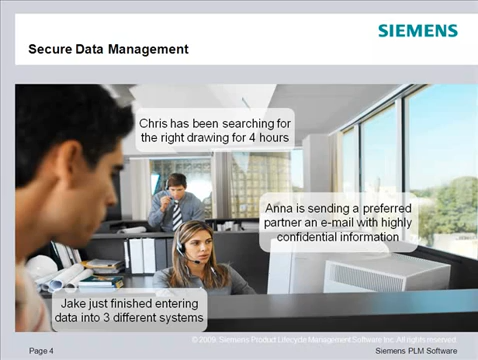 SIEMENS
Secure Data Management
Chris has been searching for
the right drawing for 4 hours
Anna is sending a preferred
partner an e-mail with highly
confidential information
Jake just finished entering
data into 3 different systems
© 2009. Siemens Product Lifecycle Management Software Inc. All rights reserved
Page 4
Siemens PLM Software